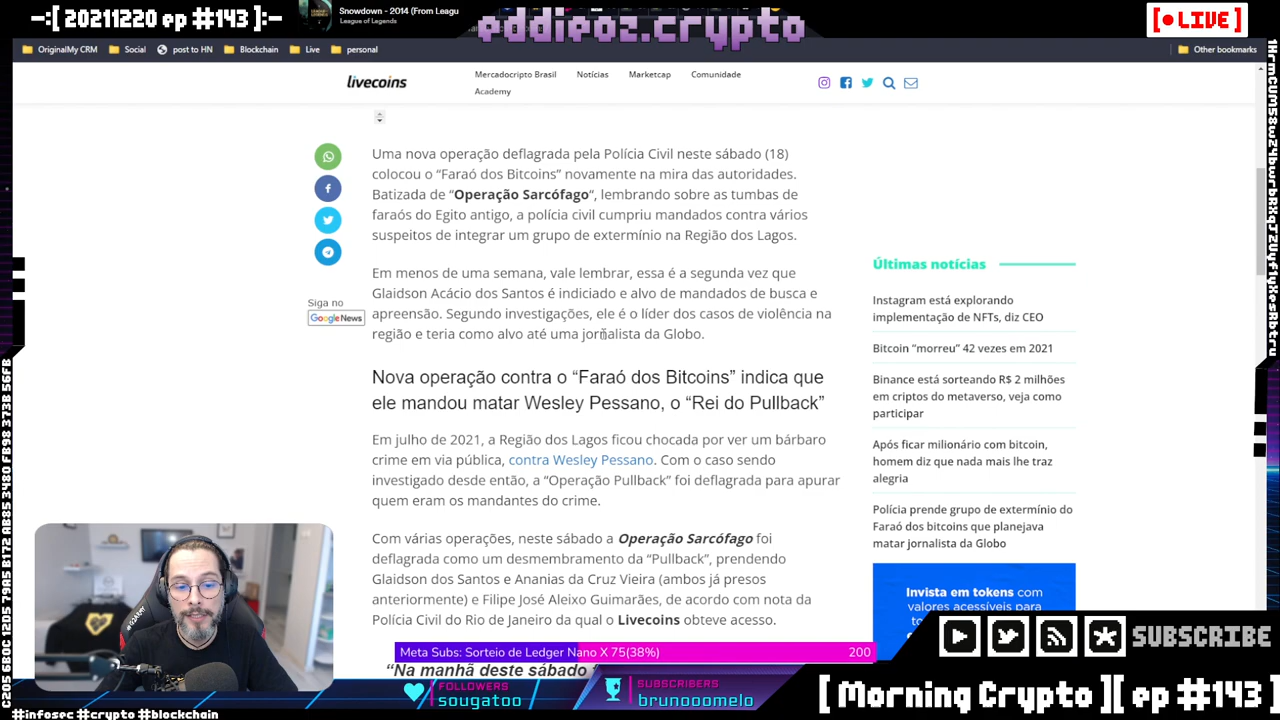 -:[ 20211220 ep #143 ]:-
Snowdown - 2014 (From Leagu
League of Legends
eddieoz.crypto
[ • LIVE ]
OriginalMy CRM
Social
post to HN
Blockchain
Live
personal
Other bookmarks
livecoins
Mercadocripto Brasil
Notícias
Marketcap
Comunidade
Academy
Uma nova operação deflagrada pela Polícia Civil neste sábado (18)
colocou o “Faraó dos Bitcoins” novamente na mira das autoridades.
Batizada de “Operação Sarcófago“, lembrando sobre as tumbas de
faraós do Egito antigo, a polícia civil cumpriu mandados contra vários
suspeitos de integrar um grupo de extermínio na Região dos Lagos.
Em menos de uma semana, vale lembrar, essa é a segunda vez que
Glaidson Acácio dos Santos é indiciado e alvo de mandados de busca e
apreensão. Segundo investigações, ele é o líder dos casos de violência na
região e teria como alvo até uma jornalista da Globo.
Siga no
Google News
Nova operação contra o “Faraó dos Bitcoins” indica que
ele mandou matar Wesley Pessano, o “Rei do Pullback”
Em julho de 2021, a Região dos Lagos ficou chocada por ver um bárbaro
crime em via pública, contra Wesley Pessano. Com o caso sendo
investigado desde então, a “Operação Pullback” foi deflagrada para apurar
quem eram os mandantes do crime.
Com várias operações, neste sábado a Operação Sarcófago foi
deflagrada como um desmembramento da “Pullback”, prendendo
Glaidson dos Santos e Ananias da Cruz Vieira (ambos já presos
anteriormente) e Filipe José Aleixo Guimarães, de acordo com nota da
Polícia Civil do Rio de Janeiro da qual o Livecoins obteve acesso.
“Na manhã deste sábado
Últimas notícias
Instagram está explorando
implementação de NFTs, diz CEO
Bitcoin “morreu” 42 vezes em 2021
Binance está sorteando R$ 2 milhões
em criptos do metaverso, veja como
participar
Após ficar milionário com bitcoin,
homem diz que nada mais lhe traz
alegria
Polícia prende grupo de extermínio do
Faraó dos bitcoins que planejava
matar jornalista da Globo
Invista em tokens com
valores acessíveis para
Meta Subs: Sorteio de Ledger Nano X 75(38%)
200
FOLLOWERS
sougatoo
SUBSCRIBERS
brunooomelo
SUBSCRIBE
[ Morning Crypto ][ ep #143 ]
#infosec #crypto #blockchain